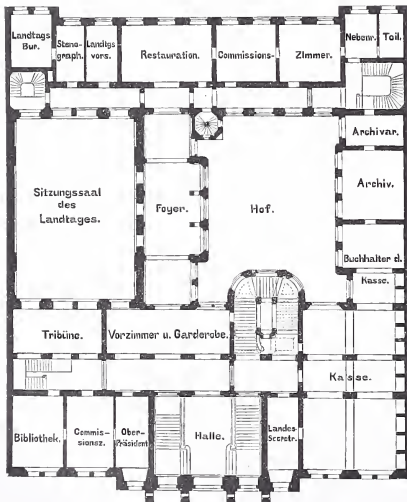 Landtags
Bur.
Steno-
graph.
Landtgs
vors.
Restauration.
Commissions-
Zimmer.
Nebenr.
Toil.
Archivar.
Archiv.
Sitzungssaal
des
Landtages.
Foyer.
Hof.
Buchhalter d.
Kasse.
Tribüne.
Vorzimmer u. Garderobe.
Kasse.
Bibliothek.
Commis-
sionsz.
Ober-
Präsident
Halle.
Landes-
Secretr.